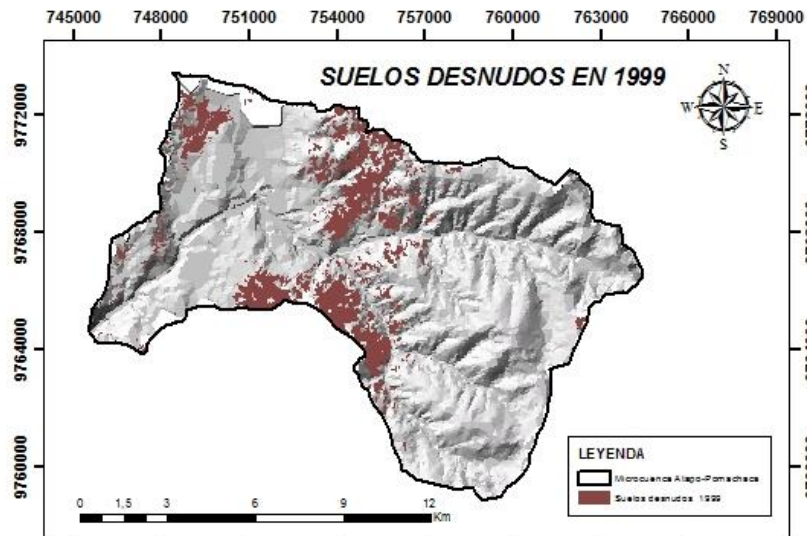 745000 748000 751000 754000 757000 760000 763000 766000 769000
SUELOS DESNUDOS EN 1999
N
W E
S
9772000
9768000
9764000
9760000
LEYENDA
Microcuenca Alago-Pomachaca
Suelos desnudos 1999
0 1,5 3 6 9 12
Km